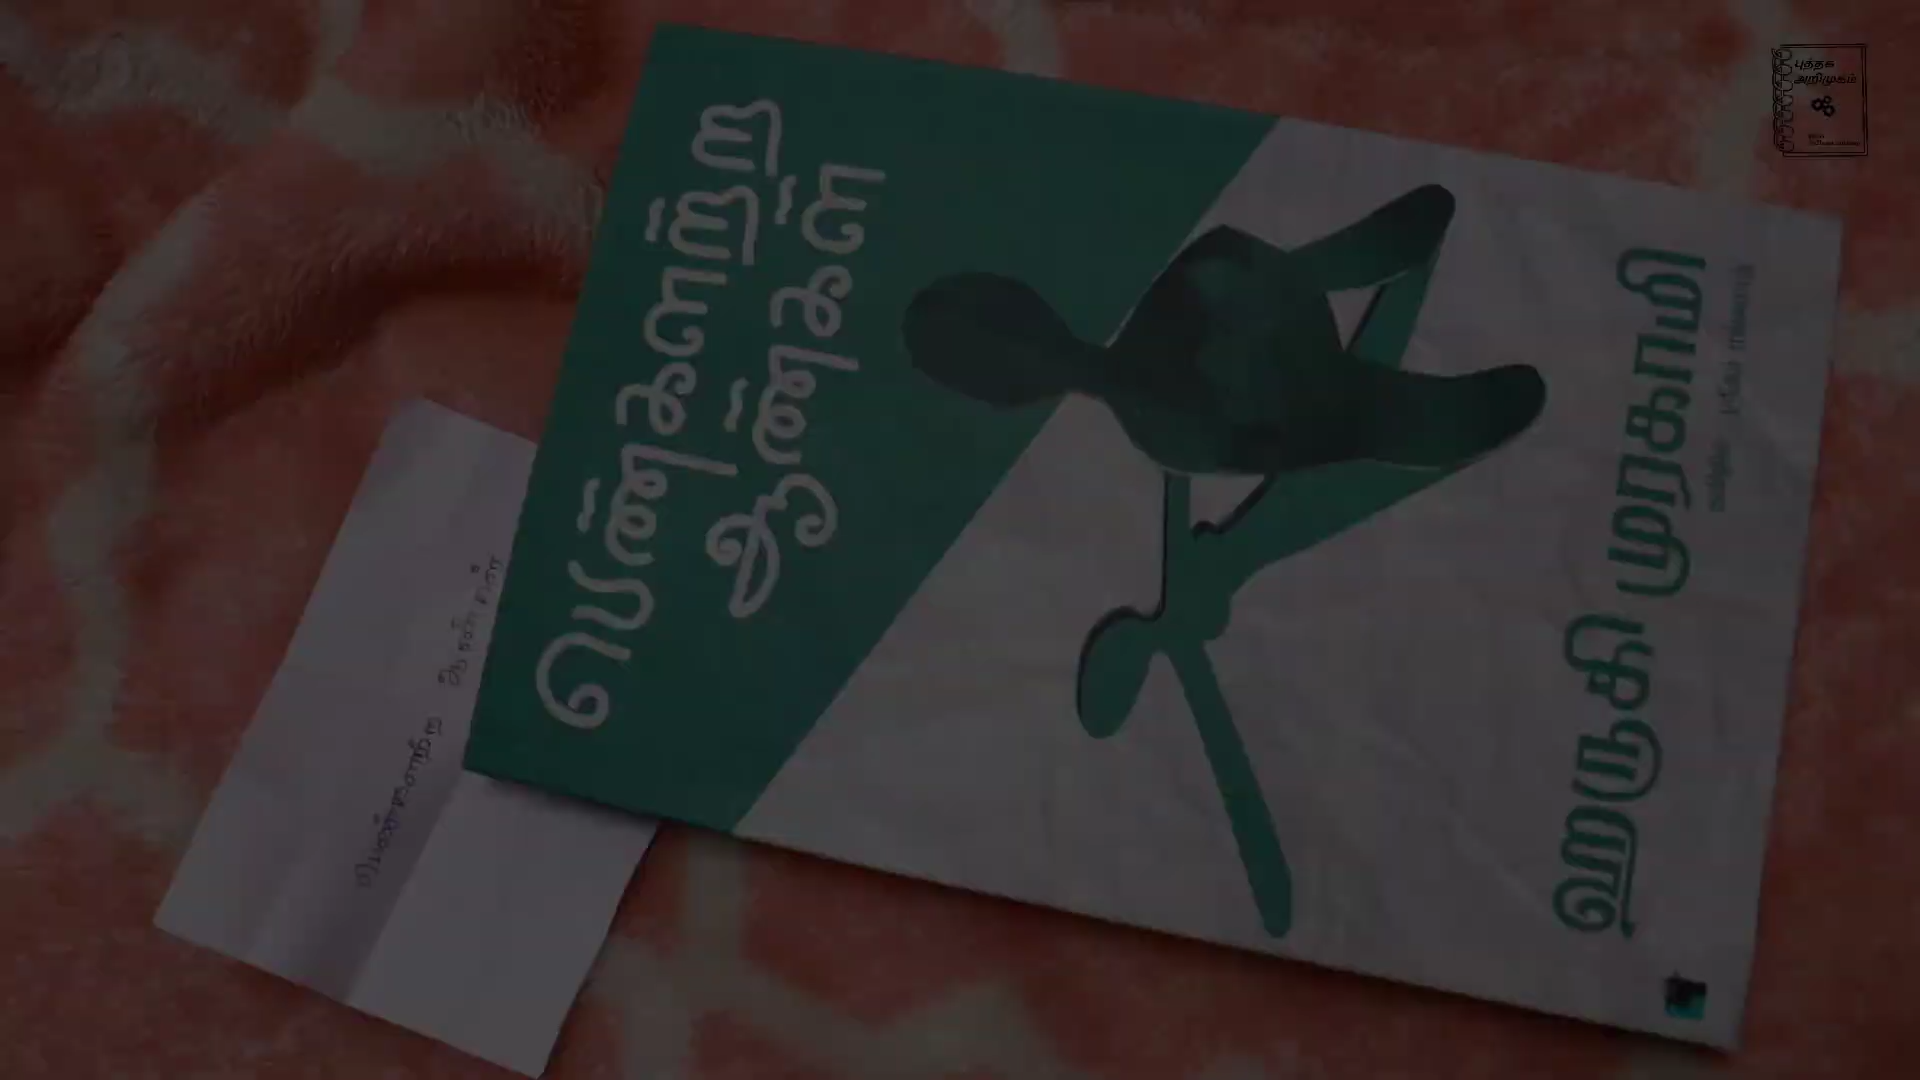 பெண்களற்ற
ஆண்கள்
ஹருகி முரகாமி
பெண்களற்ற
ஆண்கள்
புத்தக
அறிமுகம்